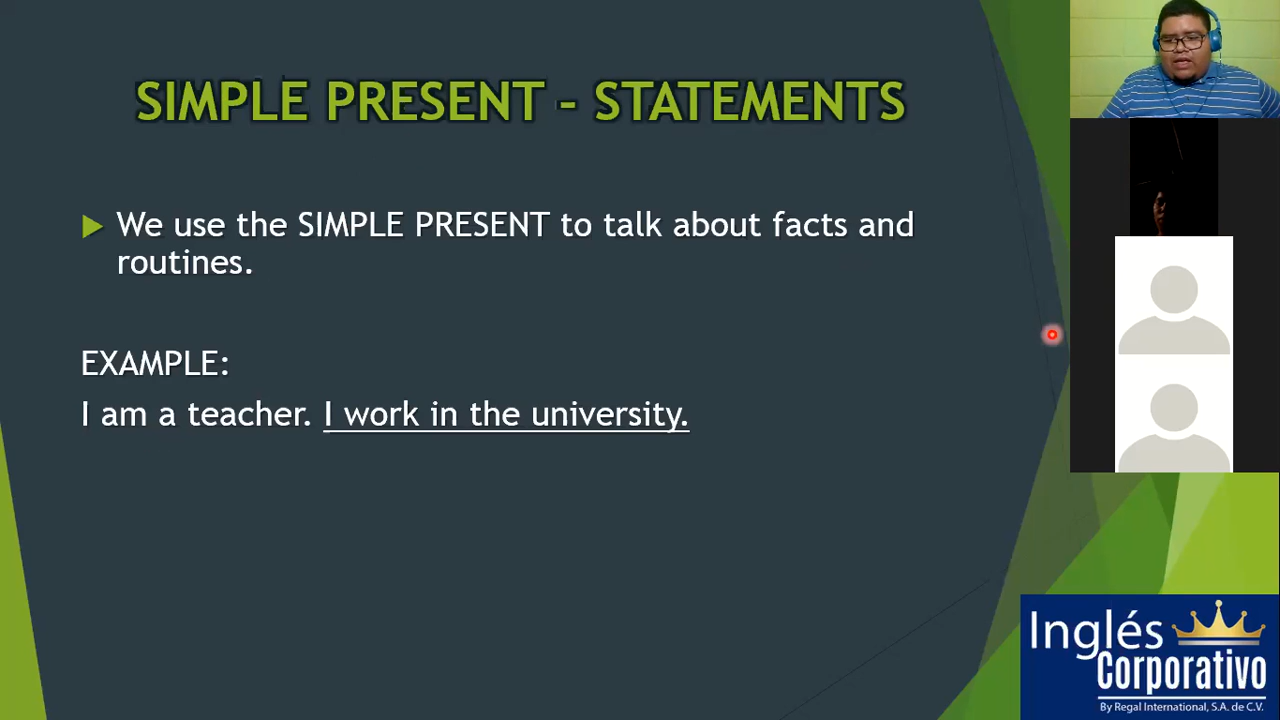 SIMPLE PRESENT - STATEMENTS
We use the SIMPLE PRESENT to talk about facts and
routines.
EXAMPLE:
I am a teacher. I work in the university.
Inglés
Corporativo
By Regal International, S.A. de C.V.